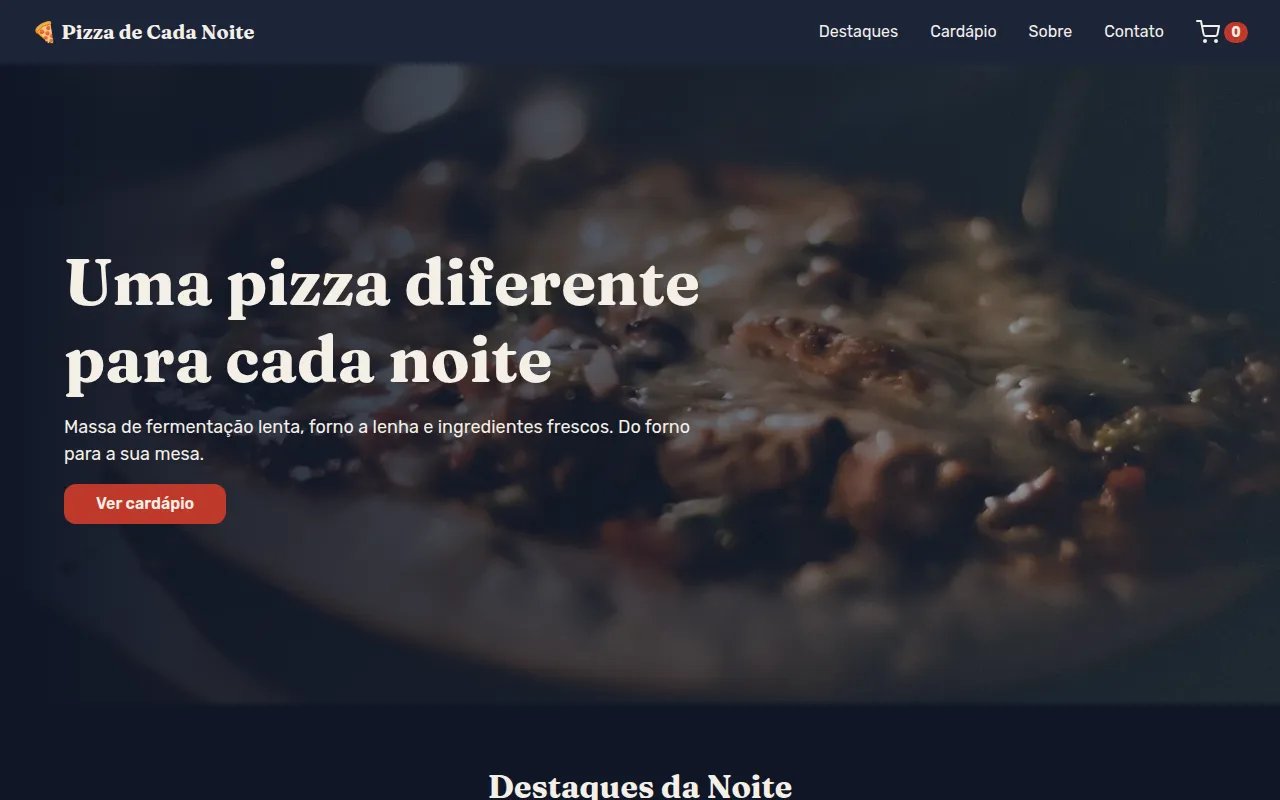 Pizza de Cada Noite
Destaques
Cardápio
Sobre
Contato
0
Uma pizza diferente
para cada noite
Massa de fermentação lenta, forno a lenha e ingredientes frescos. Do forno
para a sua mesa.
Ver cardápio
Destaques da Noite